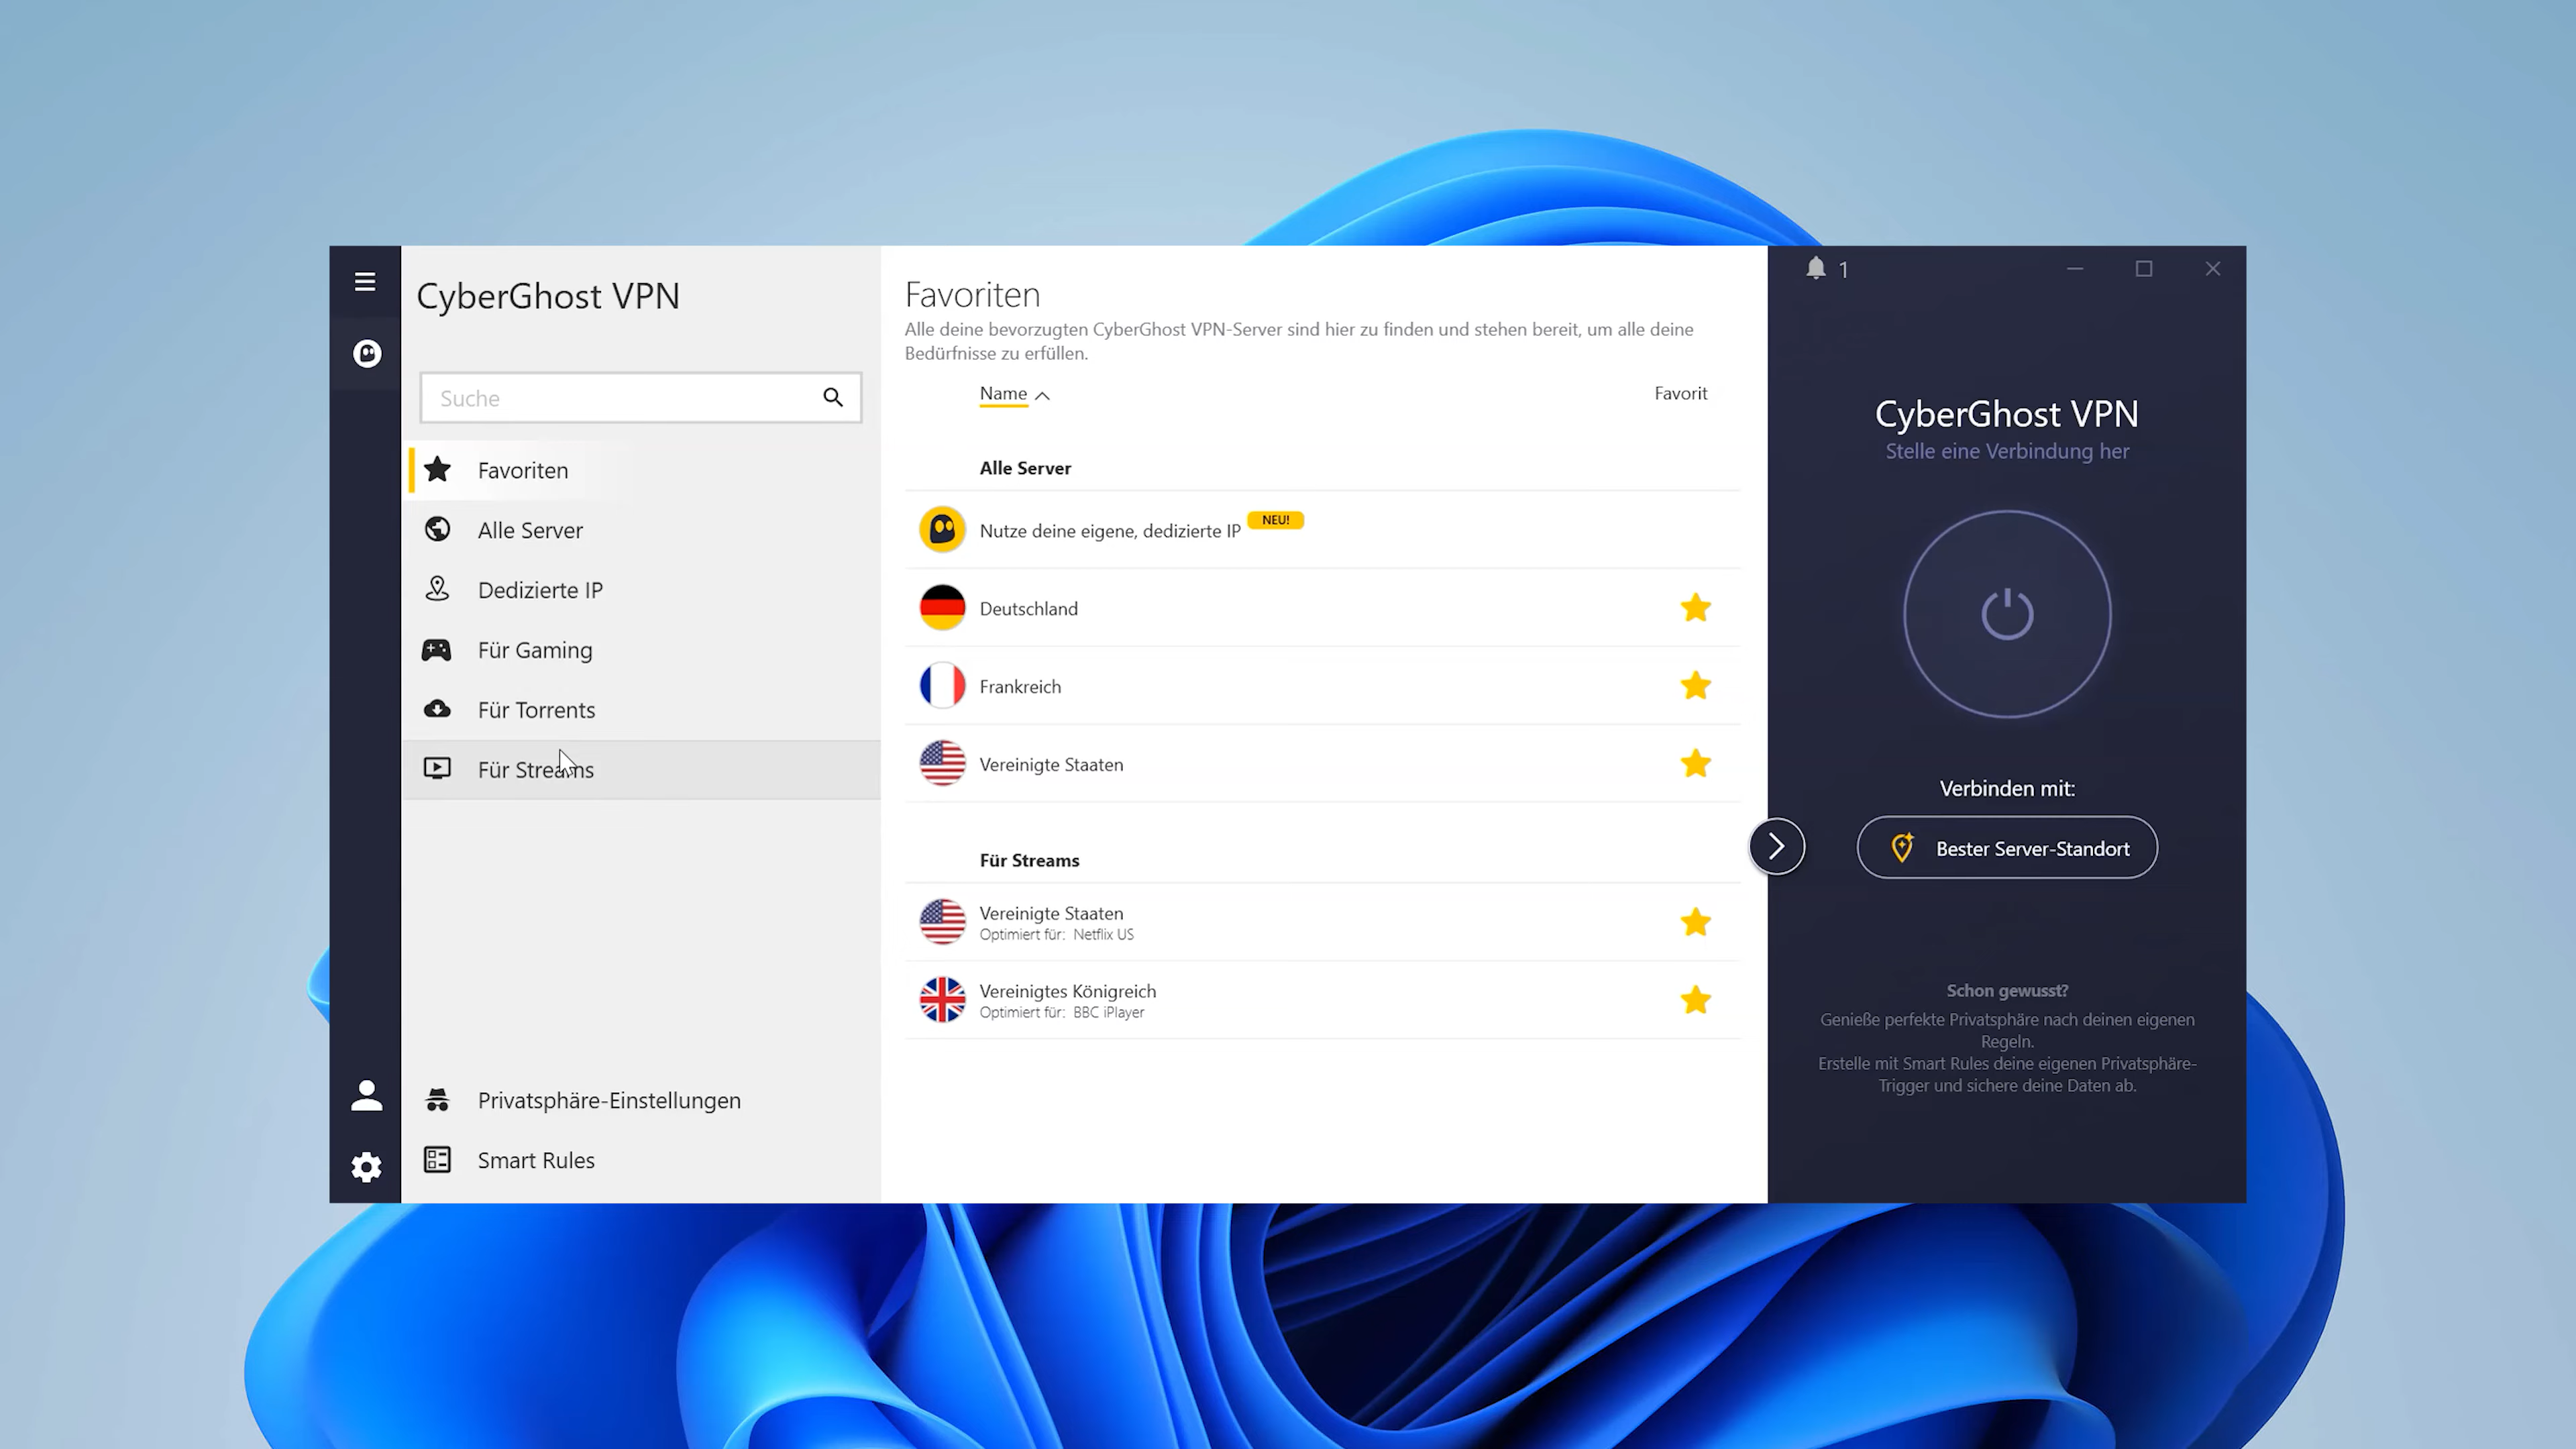 CyberGhost VPN
Suche
Favoriten
Alle Server
Dedizierte IP
Für Gaming
Für Torrents
Für Streams
Privatsphäre-Einstellungen
Smart Rules
Favoriten
Alle deine bevorzugten CyberGhost VPN-Server sind hier zu finden und stehen bereit, um alle deine
Bedürfnisse zu erfüllen.
Name Favorit
Alle Server
Nutze deine eigene, dedizierte IP NEU!
Deutschland
Frankreich
Vereinigte Staaten
Für Streams
Vereinigte Staaten
Optimiert für: Netflix US
Vereinigtes Königreich
Optimiert für: BBC iPlayer
1
CyberGhost VPN
Stelle eine Verbindung her
Verbinden mit:
Bester Server-Standort
Schon gewusst?
Genieße perfekte Privatsphäre nach deinen eigenen
Regeln.
Erstelle mit Smart Rules deine eigenen Privatsphäre-
Trigger und sichere deine Daten ab.